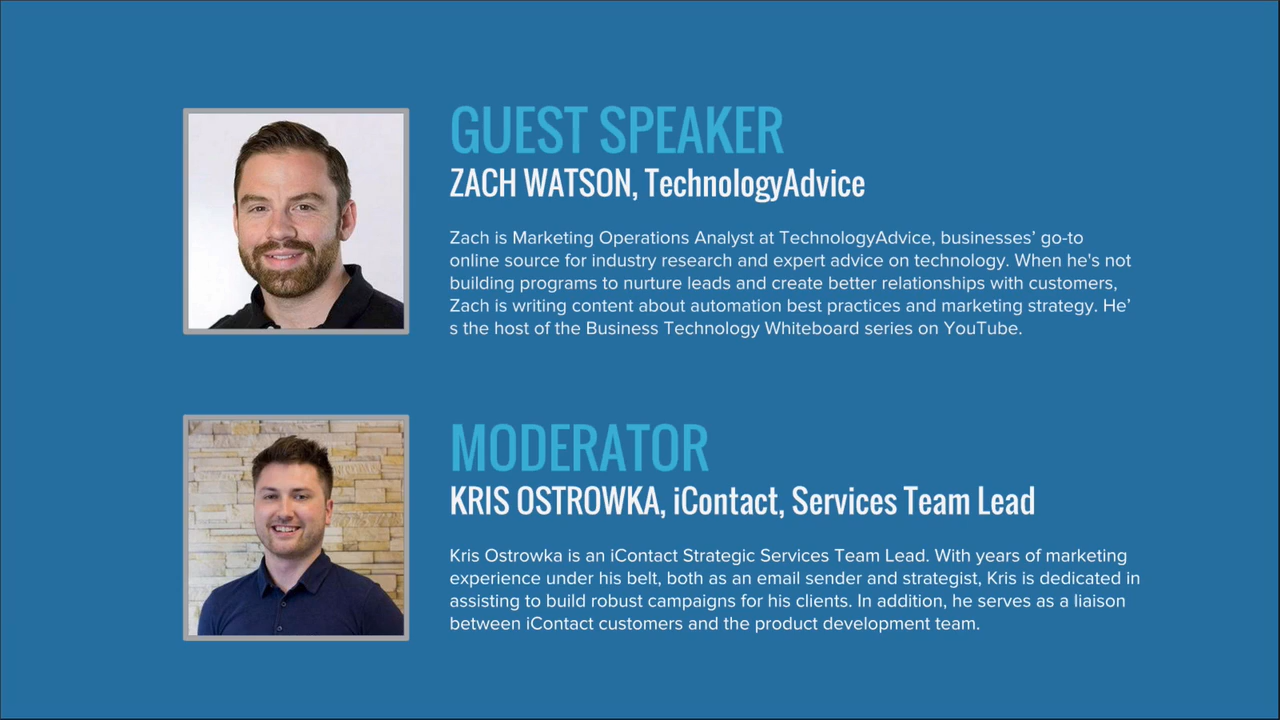 GUEST SPEAKER
ZACH WATSON, TechnologyAdvice
Zach is Marketing Operations Analyst at TechnologyAdvice, businesses’ go-to
online source for industry research and expert advice on technology. When he's not
building programs to nurture leads and create better relationships with customers,
Zach is writing content about automation best practices and marketing strategy. He’
s the host of the Business Technology Whiteboard series on YouTube.
MODERATOR
KRIS OSTROWKA, iContact, Services Team Lead
Kris Ostrowka is an iContact Strategic Services Team Lead. With years of marketing
experience under his belt, both as an email sender and strategist, Kris is dedicated in
assisting to build robust campaigns for his clients. In addition, he serves as a liaison
between iContact customers and the product development team.